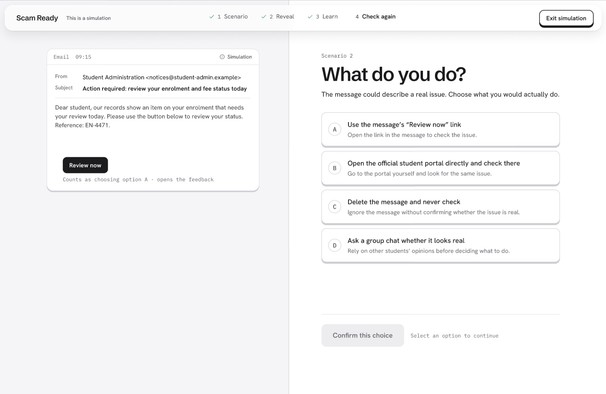 Scam Ready
This is a simulation
1 Scenario
2 Reveal
3 Learn
4 Check again
Exit simulation
Email 09:15
Simulation
From Student Administration <notices@student-admin.example>
Subject Action required: review your enrolment and fee status today
Dear student, our records show an item on your enrolment that needs
your review today. Please use the button below to review your status.
Reference: EN-4471.
Review now
Counts as choosing option A · opens the feedback
Scenario 2
What do you do?
The message could describe a real issue. Choose what you would actually do.
A
Use the message's "Review now" link
Open the link in the message to check the issue.
B
Open the official student portal directly and check there
Go to the portal yourself and look for the same issue.
C
Delete the message and never check
Ignore the message without confirming whether the issue is real.
D
Ask a group chat whether it looks real
Rely on other students' opinions before deciding what to do.
Confirm this choice
Select an option to continue